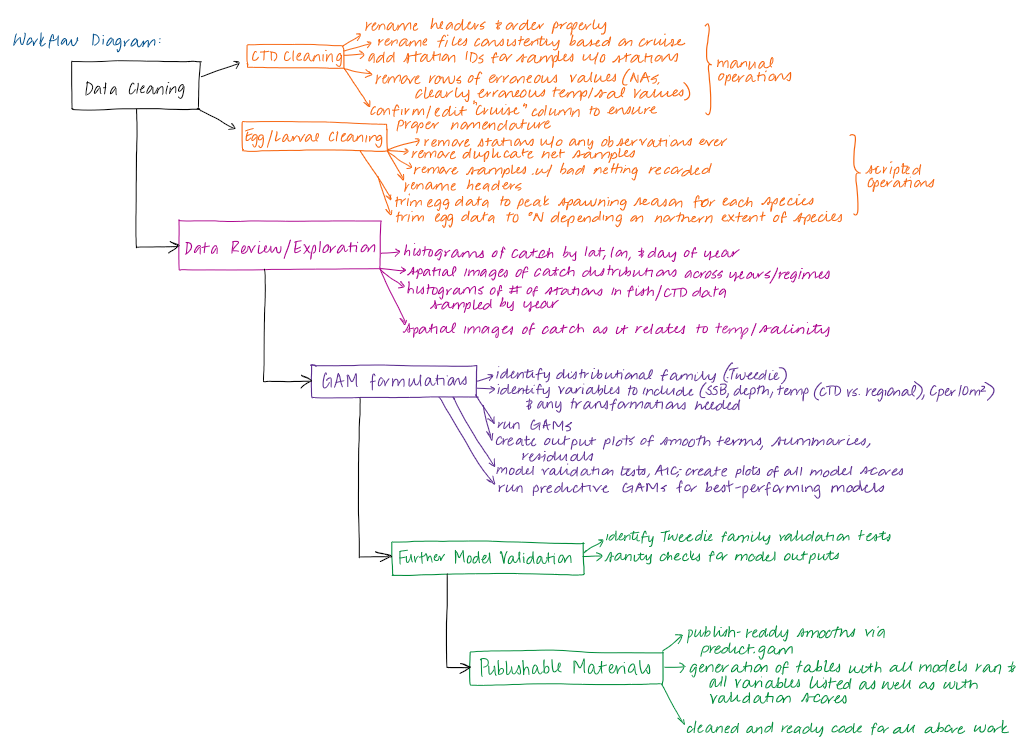 Workflow Diagram:
Data Cleaning
CTD Cleaning
rename headers & order properly
rename files consistently based on cruise
add station IDs for samples w/o stations
remove rows of erroneous values (NAs,
clearly erroneous temp/sal values)
confirm/edit "Cruise" column to ensure
proper nomenclature
manual
operations
Egg/Larvae Cleaning
remove stations w/o any observations ever
remove duplicate net samples
remove samples w/ bad netting recorded
rename headers
trim egg data to peak spawning season for each species
trim egg data to °N depending on northern extent of species
scripted
operations
Data Review/Exploration
histograms of catch by lat, lon, & day of year
spatial images of catch distributions across years/regimes
histograms of # of stations in fish/CTD data
sampled by year
spatial images of catch as it relates to temp/salinity
GAM formulations
identify distributional family (Tweedie)
identify variables to include (SSB, depth, temp (CTD vs. regional), Cper10m²)
& any transformations needed
run GAMs
create output plots of smooth terms, summaries,
residuals
model validation tests, AIC; create plots of all model scores
run predictive GAMs for best-performing models
Further Model Validation
identify Tweedie family validation tests
sanity checks for model outputs
Publishable Materials
publish-ready smooths via
predict.gam
generation of tables with all models ran &
all variables listed as well as with
validation scores
cleaned and ready code for all above work